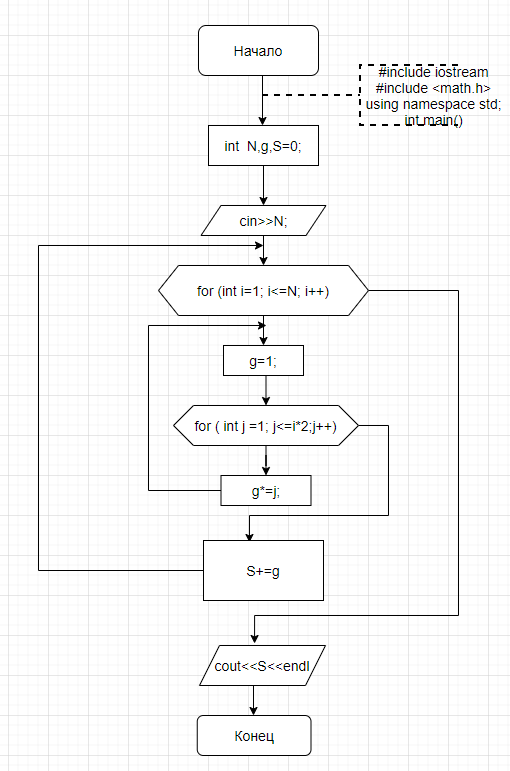 Начало
#include iostream
#include <math.h>
using namespace std;
int main()
int N,g,S=0;
cin>>N;
for (int i=1; i<=N; i++)
g=1;
for ( int j =1; j<=i*2;j++)
g*=j;
S+=g
cout<<S<<endl
Конец